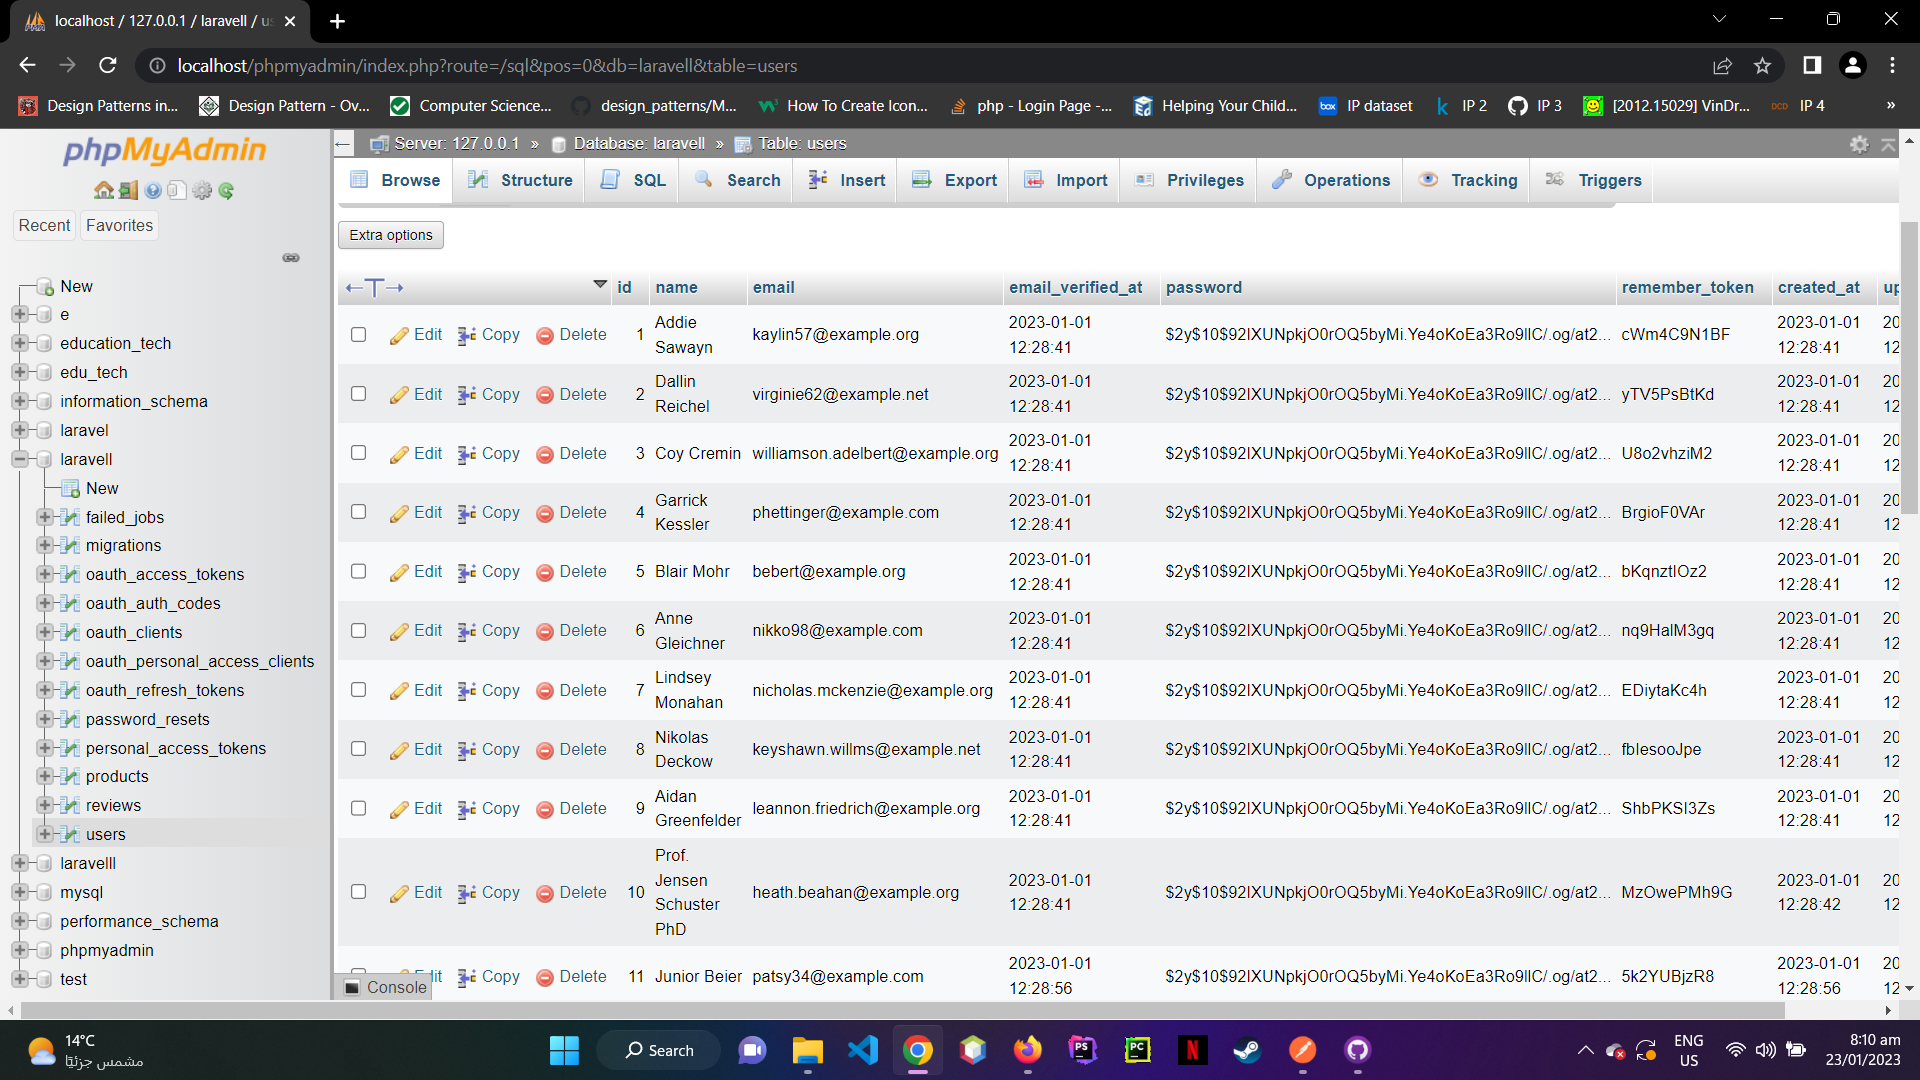 localhost / 127.0.0.1 / laravell / us
localhost/phpmyadmin/index.php?route=/sql&pos=0&db=laravell&table=users
Design Patterns in... Design Pattern - Ov... Computer Science... design_patterns/M... How To Create Icon... php - Login Page -... Helping Your Child... box IP dataset k IP 2 IP 3 [2012.15029] VinDr... DCD IP 4 »
phpMyAdmin
Recent Favorites
New
e
education_tech
edu_tech
information_schema
laravel
laravell
New
failed_jobs
migrations
oauth_access_tokens
oauth_auth_codes
oauth_clients
oauth_personal_access_clients
oauth_refresh_tokens
password_resets
personal_access_tokens
products
reviews
users
laravelll
mysql
performance_schema
phpmyadmin
test
Server: 127.0.0.1 » Database: laravell » Table: users
Browse Structure SQL Search Insert Export Import Privileges Operations Tracking Triggers
Extra options
←T→ id name email email_verified_at password remember_token created_at up
Edit Copy Delete 1 Addie Sawayn kaylin57@example.org 2023-01-01 12:28:41 $2y$10$92IXUNpkjO0rOQ5byMi.Ye4oKoEa3Ro9llC/.og/at2... cWm4C9N1BF 2023-01-01 12:28:41 20 12
Edit Copy Delete 2 Dallin Reichel virginie62@example.net 2023-01-01 12:28:41 $2y$10$92IXUNpkjO0rOQ5byMi.Ye4oKoEa3Ro9llC/.og/at2... yTV5PsBtKd 2023-01-01 12:28:41 20 12
Edit Copy Delete 3 Coy Cremin williamson.adelbert@example.org 2023-01-01 12:28:41 $2y$10$92IXUNpkjO0rOQ5byMi.Ye4oKoEa3Ro9llC/.og/at2... U8o2vhziM2 2023-01-01 12:28:41 20 12
Edit Copy Delete 4 Garrick Kessler phettinger@example.com 2023-01-01 12:28:41 $2y$10$92IXUNpkjO0rOQ5byMi.Ye4oKoEa3Ro9llC/.og/at2... BrgioF0VAr 2023-01-01 12:28:41 20 12
Edit Copy Delete 5 Blair Mohr bebert@example.org 2023-01-01 12:28:41 $2y$10$92IXUNpkjO0rOQ5byMi.Ye4oKoEa3Ro9llC/.og/at2... bKqnztIOz2 2023-01-01 12:28:41 20 12
Edit Copy Delete 6 Anne Gleichner nikko98@example.com 2023-01-01 12:28:41 $2y$10$92IXUNpkjO0rOQ5byMi.Ye4oKoEa3Ro9llC/.og/at2... nq9HalM3gq 2023-01-01 12:28:41 20 12
Edit Copy Delete 7 Lindsey Monahan nicholas.mckenzie@example.org 2023-01-01 12:28:41 $2y$10$92IXUNpkjO0rOQ5byMi.Ye4oKoEa3Ro9llC/.og/at2... EDiytaKc4h 2023-01-01 12:28:41 20 12
Edit Copy Delete 8 Nikolas Deckow keyshawn.willms@example.net 2023-01-01 12:28:41 $2y$10$92IXUNpkjO0rOQ5byMi.Ye4oKoEa3Ro9llC/.og/at2... fblesooJpe 2023-01-01 12:28:41 20 12
Edit Copy Delete 9 Aidan Greenfelder leannon.friedrich@example.org 2023-01-01 12:28:41 $2y$10$92IXUNpkjO0rOQ5byMi.Ye4oKoEa3Ro9llC/.og/at2... ShbPKSI3Zs 2023-01-01 12:28:41 20 12
Edit Copy Delete 10 Prof. Jensen Schuster PhD heath.beahan@example.org 2023-01-01 12:28:41 $2y$10$92IXUNpkjO0rOQ5byMi.Ye4oKoEa3Ro9llC/.og/at2... MzOwePMh9G 2023-01-01 12:28:42 20 12
Edit Copy Delete 11 Junior Beier patsy34@example.com 2023-01-01 12:28:56 $2y$10$92IXUNpkjO0rOQ5byMi.Ye4oKoEa3Ro9llC/.og/at2... 5k2YUBjzR8 2023-01-01 12:28:56 20 12
Console
14°C
مشمس جزئيًا
Search
PS PC N
ENG
US
8:10 am
23/01/2023